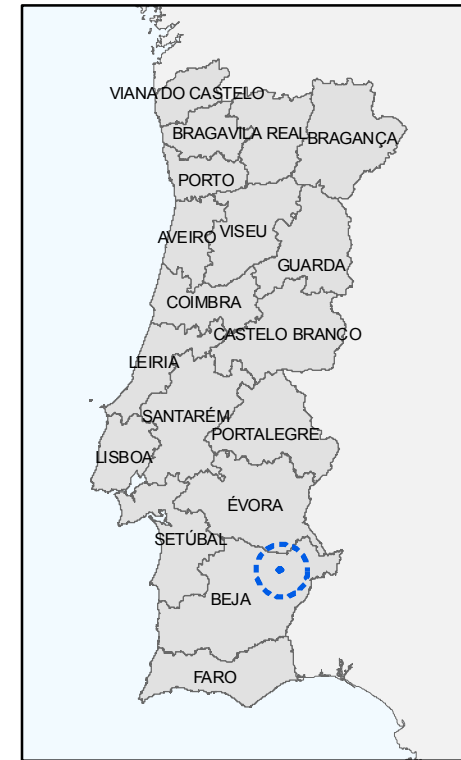 VIANA DO CASTELO
BRAGA VILA REAL BRAGANÇA
PORTO
AVEIRO VISEU
GUARDA
COIMBRA
CASTELO BRANCO
LEIRIA
SANTARÉM
PORTALEGRE
LISBOA
ÉVORA
SETÚBAL
BEJA
FARO